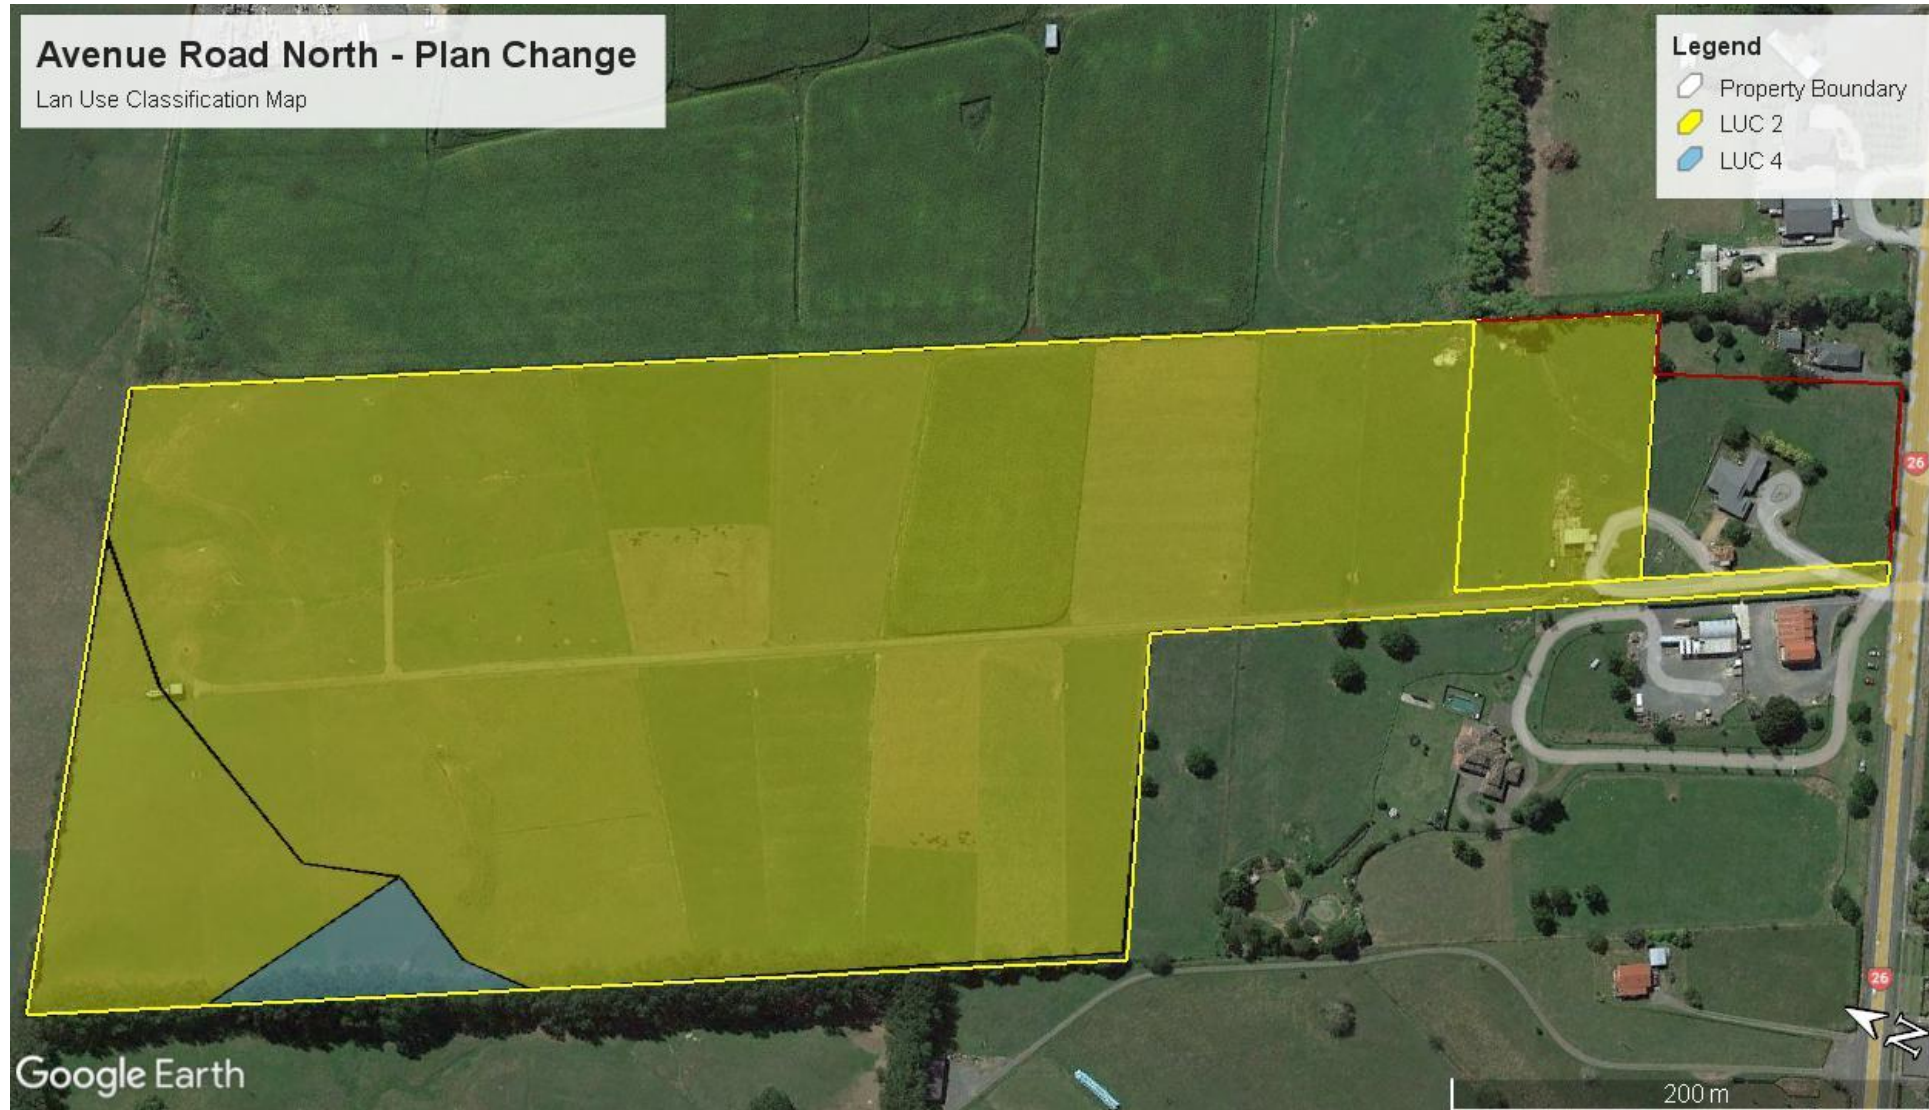 Avenue Road North - Plan Change
Lan Use Classification Map
Legend
Property Boundary
LUC 2
LUC 4
26
26
N
Google Earth
200 m